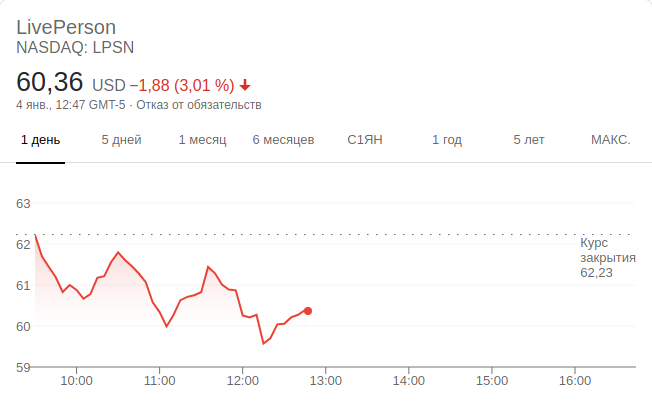 LivePerson
NASDAQ: LPSN
60,36 USD −1,88 (3,01 %)
4 янв., 12:47 GMT-5 · Отказ от обязательств
1 день 5 дней 1 месяц 6 месяцев С1ЯН 1 год 5 лет МАКС.
63
62
61
60
59
Курс
закрытия
62,23
10:00 11:00 12:00 13:00 14:00 15:00 16:00